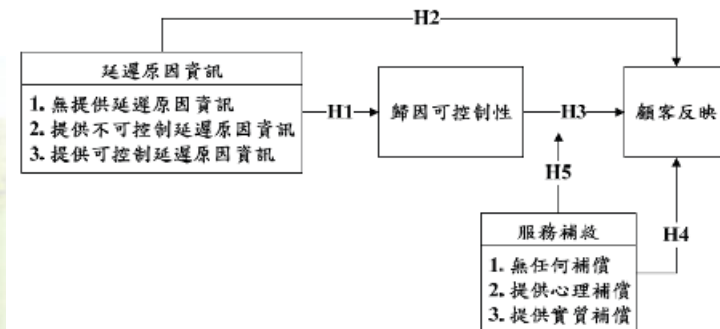 H2
延遲原因資訊
1. 無提供延遲原因資訊
2. 提供不可控制延遲原因資訊
3. 提供可控制延遲原因資訊
H1
歸因可控制性
H3
顧客反映
H5
服務補救
1. 無任何補償
2. 提供心理補償
3. 提供實質補償
H4